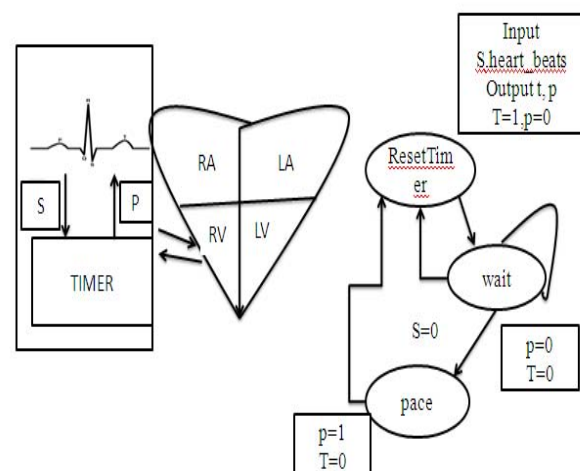 Input
S.heart_beats
Output t, p
T=1,p=0
RA
LA
RV
LV
S
P
TIMER
ResetTim
er
wait
S=0
p=0
T=0
pace
p=1
T=0